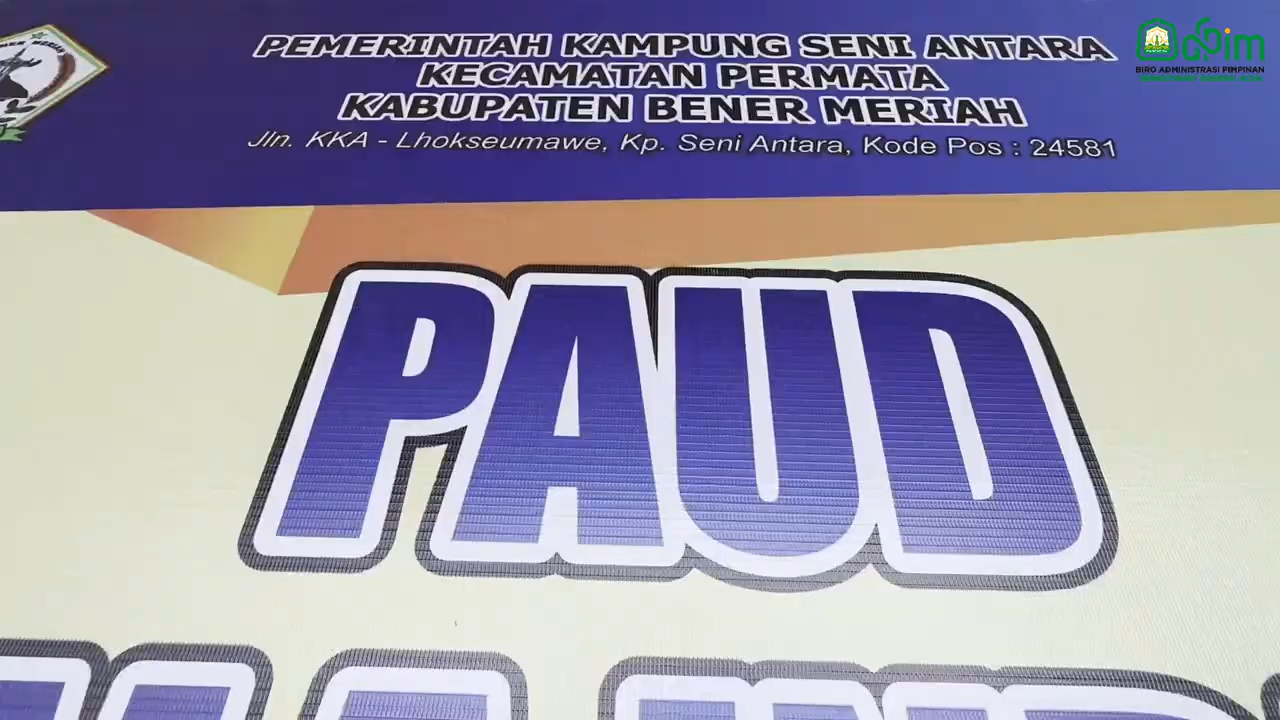 PEMERINTAH KAMPUNG SENI ANTARA
KECAMATAN PERMATA
KABUPATEN BENER MERIAH
Jln. KKA - Lhokseumawe, Kp. Seni Antara, Kode Pos : 24581
PAUD
BIRO ADMINISTRASI PIMPINAN